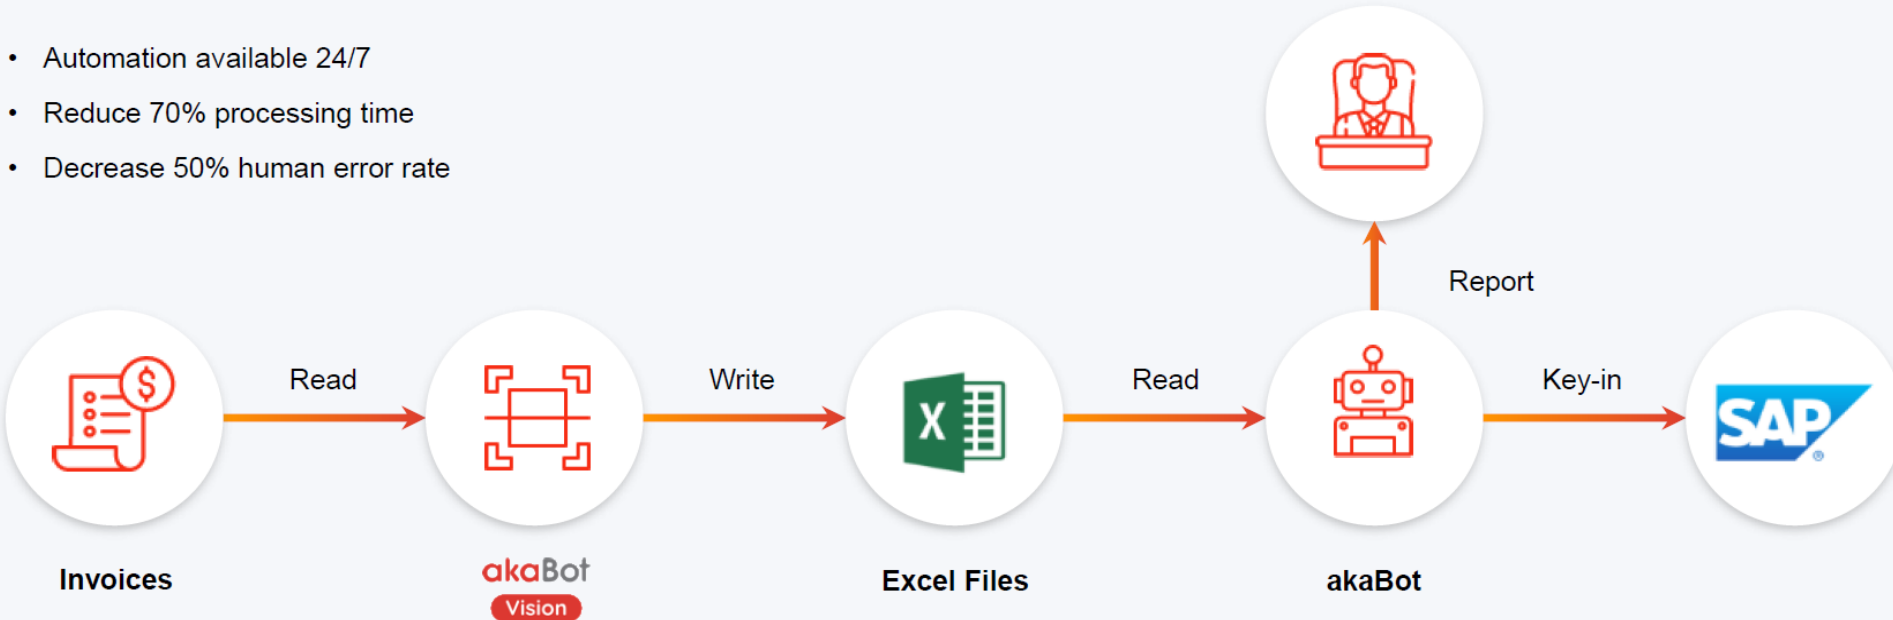 • Automation available 24/7
• Reduce 70% processing time
• Decrease 50% human error rate
Report
Read
Write
Read
Key-in
$
X
SAP®
Invoices
akaBot
Vision
Excel Files
akaBot